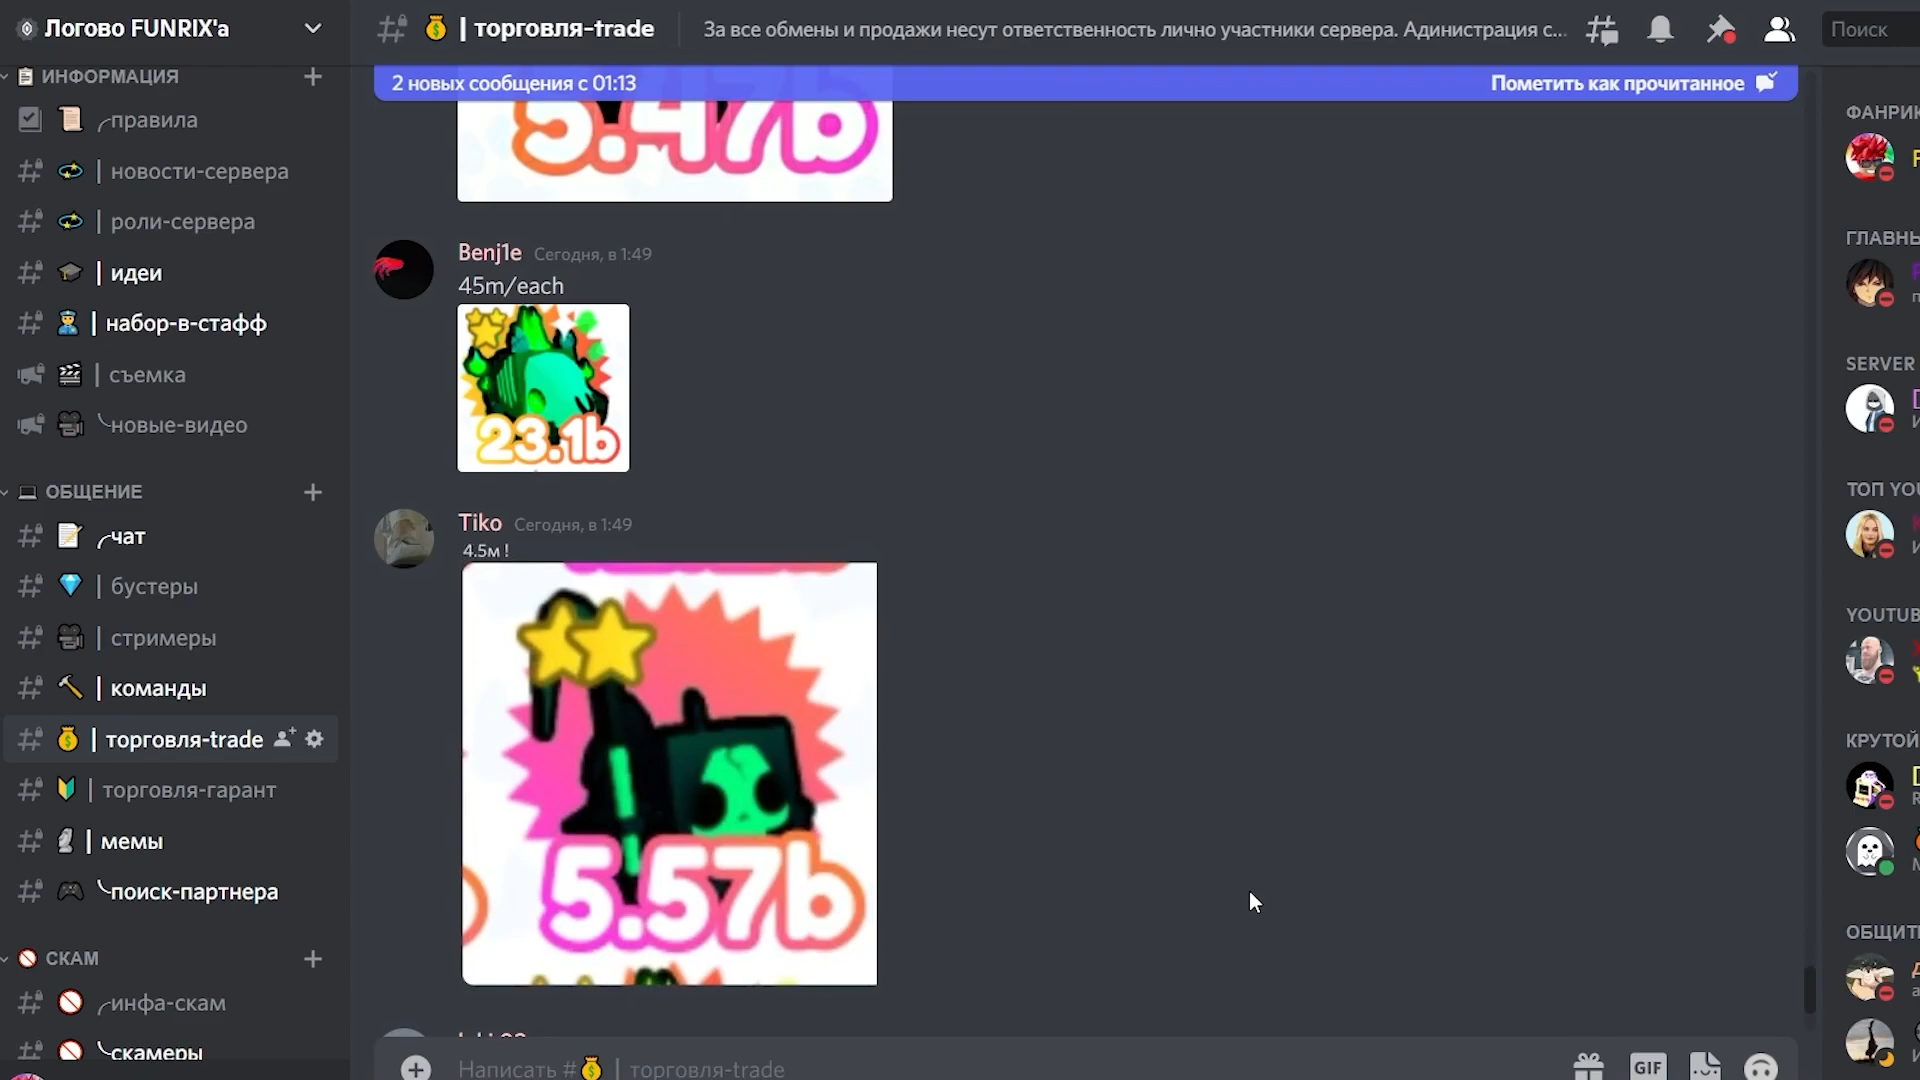 Логово FUNRIX'а
ИНФОРМАЦИЯ
правила
новости-сервера
роли-сервера
идеи
набор-в-стафф
съемка
новые-видео
ОБЩЕНИЕ
чат
бустеры
стримеры
команды
торговля-trade
торговля-гарант
мемы
поиск-партнера
СКАМ
инфа-скам
скамеры
| торговля-trade
За все обмены и продажи несут ответственность лично участники сервера. Адинистрация с...
Поиск
2 новых сообщения с 01:13
Пометить как прочитанное
5.47b
Benj1e Сегодня, в 1:49
45m/each
23.1b
Tiko Сегодня, в 1:49
4.5м !
5.57b
Написать # | торговля-trade
GIF
SERVER